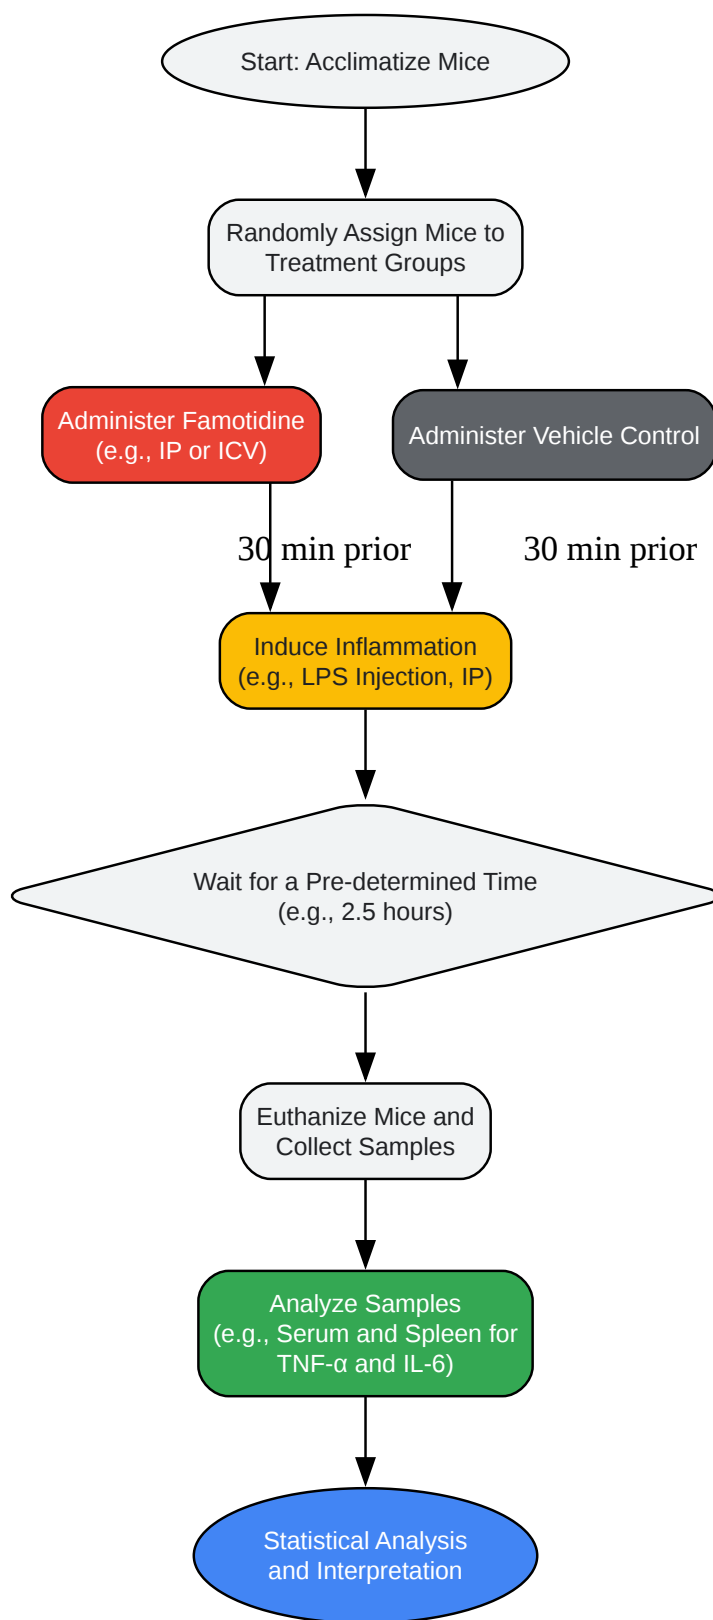 Start: Acclimatize Mice
Randomly Assign Mice to
Treatment Groups
Administer Famotidine
(e.g., IP or ICV)
Administer Vehicle Control
30 min prior
30 min prior
Induce Inflammation
(e.g., LPS Injection, IP)
Wait for a Pre-determined Time
(e.g., 2.5 hours)
Euthanize Mice and
Collect Samples
Analyze Samples
(e.g., Serum and Spleen for
TNF-α and IL-6)
Statistical Analysis
and Interpretation